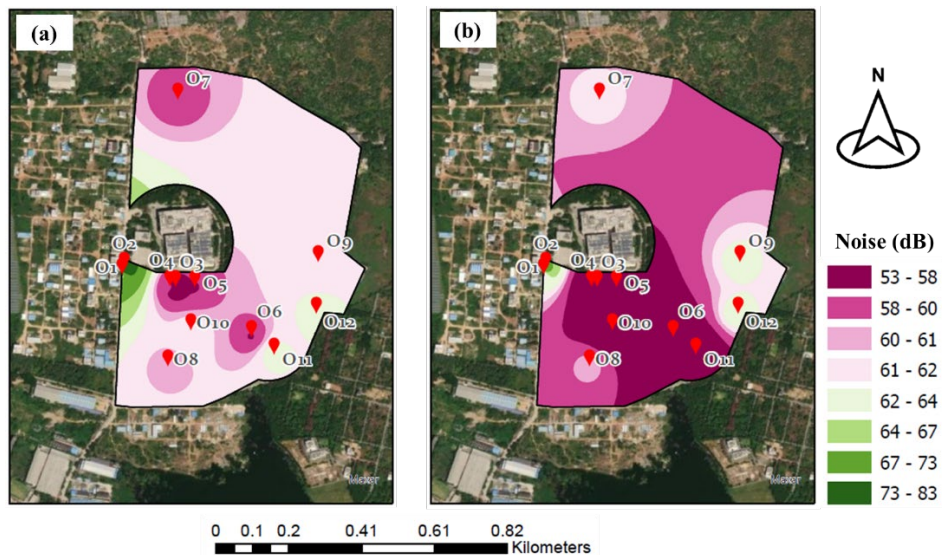 (a)
O7
O2
O1
O4
O3
O5
O9
O10
O6
O12
O8
O11
Maxar
(b)
O7
O2
O1
O4
O3
O5
O9
O10
O6
O12
O8
O11
Maxar
N
Noise (dB)
53 - 58
58 - 60
60 - 61
61 - 62
62 - 64
64 - 67
67 - 73
73 - 83
0 0.1 0.2 0.41 0.61 0.82
Kilometers